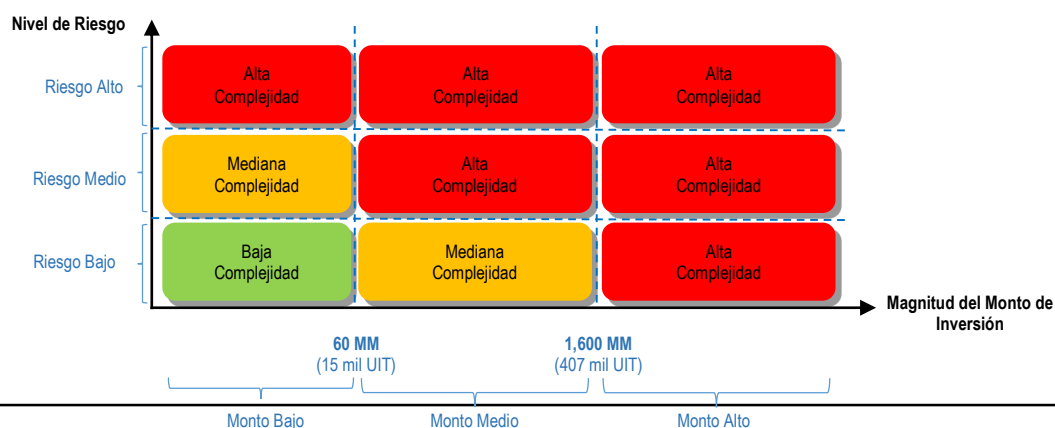 Nivel de Riesgo
Riesgo Alto
Alta
Complejidad
Alta
Complejidad
Alta
Complejidad
Riesgo Medio
Mediana
Complejidad
Alta
Complejidad
Alta
Complejidad
Riesgo Bajo
Baja
Complejidad
Mediana
Complejidad
Alta
Complejidad
Magnitud del Monto de
Inversión
60 MM
(15 mil UIT)
1,600 MM
(407 mil UIT)
Monto Bajo
Monto Medio
Monto Alto